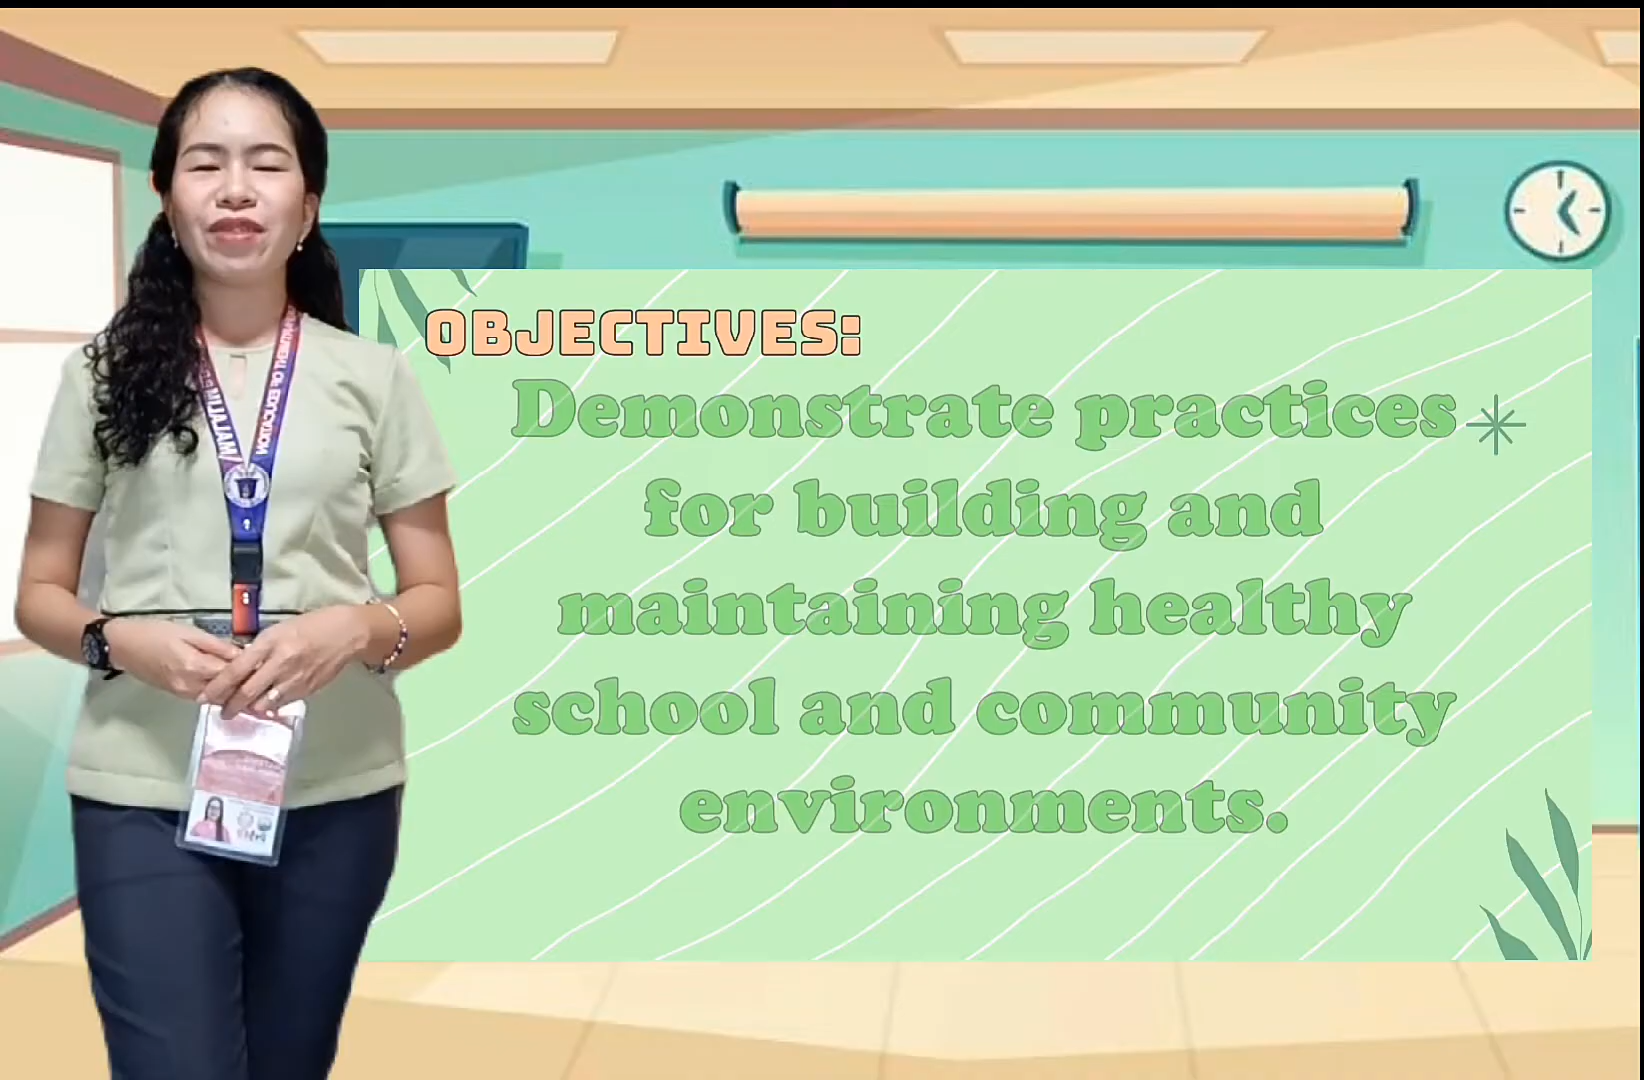 OBJECTIVES:
Demonstrate practices
for building and
maintaining healthy
school and community
environments.